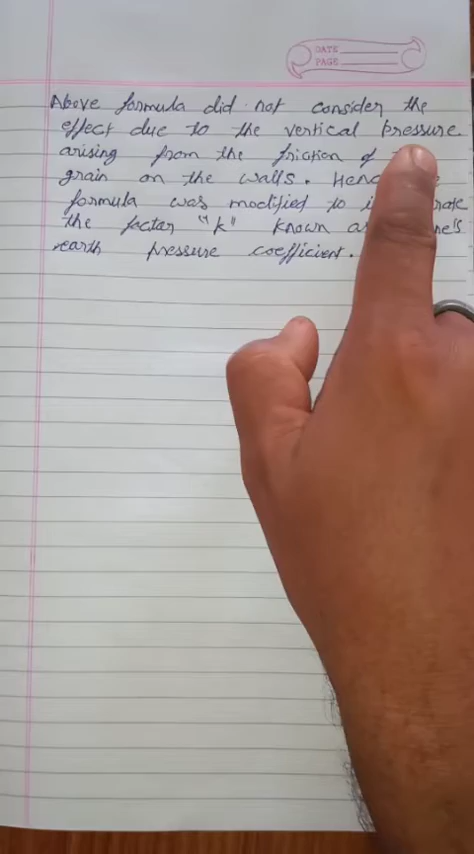 DATE
PAGE
Above formula did not consider the
effect due to the vertical pressure
arising from the friction of
grain on the walls. Hence
formula was modified to
the factor "k" known as
earth pressure coefficient.